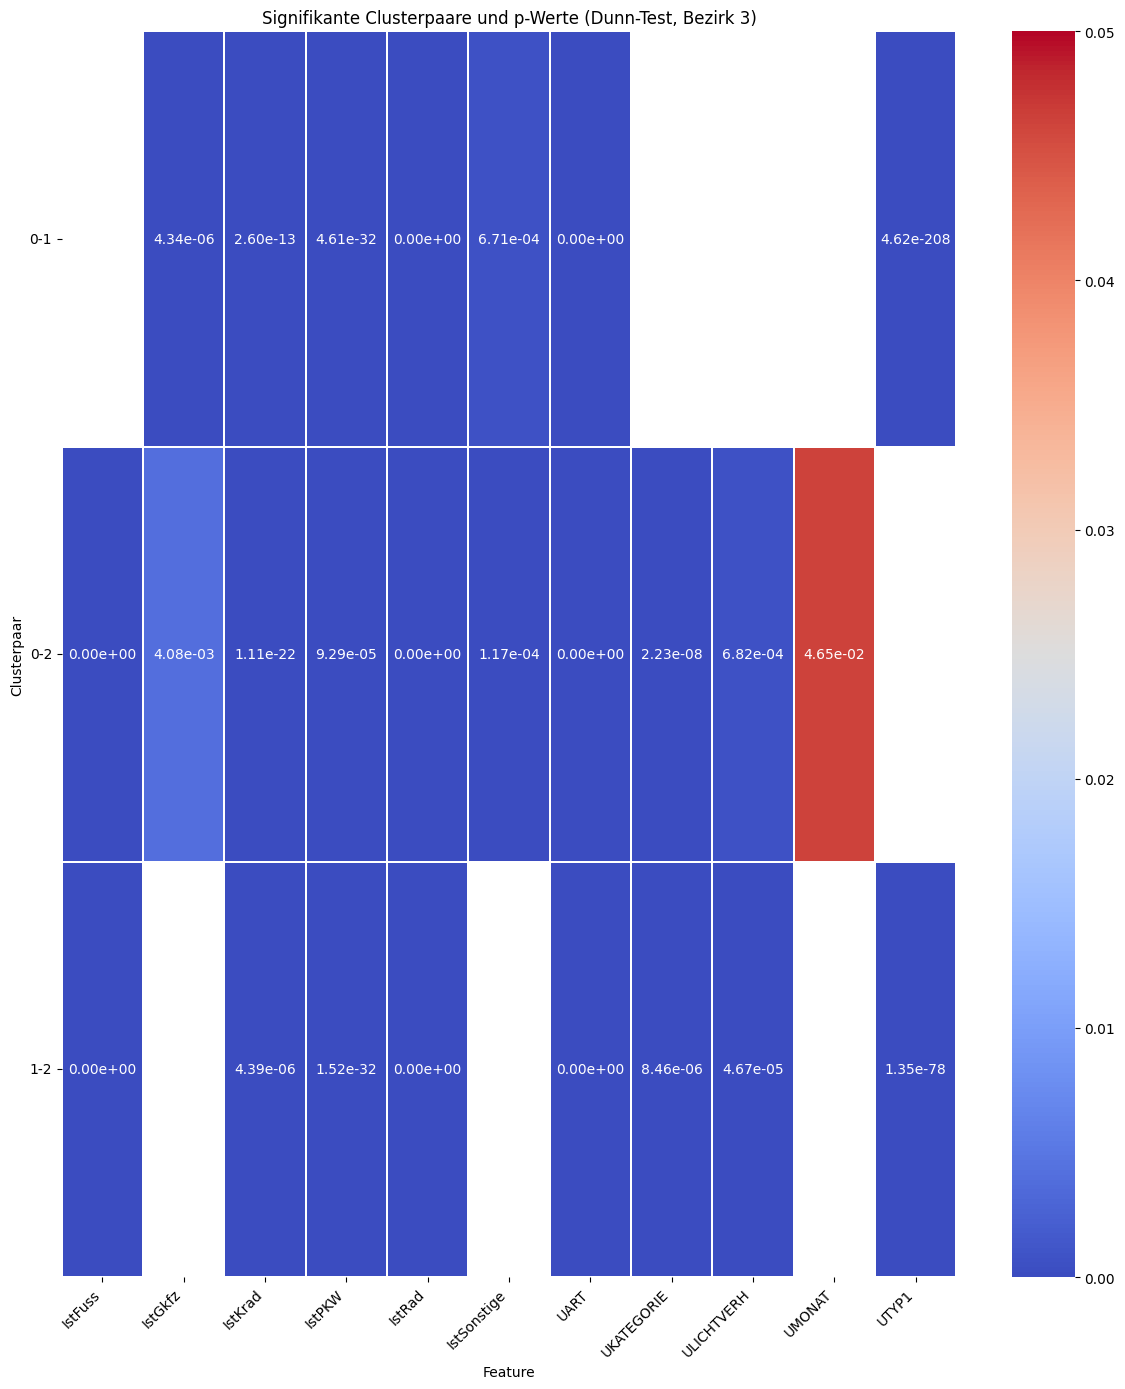 Signifikante Clusterpaare und p-Werte (Dunn-Test, Bezirk 3)
0.05
0.04
0.03
0.02
0.01
0.00
Clusterpaar
0-1
4.34e-06 2.60e-13 4.61e-32 0.00e+00 6.71e-04 0.00e+00 4.62e-208
0-2
0.00e+00 4.08e-03 1.11e-22 9.29e-05 0.00e+00 1.17e-04 0.00e+00 2.23e-08 6.82e-04 4.65e-02
1-2
0.00e+00 4.39e-06 1.52e-32 0.00e+00 0.00e+00 8.46e-06 4.67e-05 1.35e-78
IstFuss
IstGkfz
IstKrad
IstPKW
IstRad
IstSonstige
UART
UKATEGORIE
ULICHTVERH
UMONAT
UTYP1
Feature